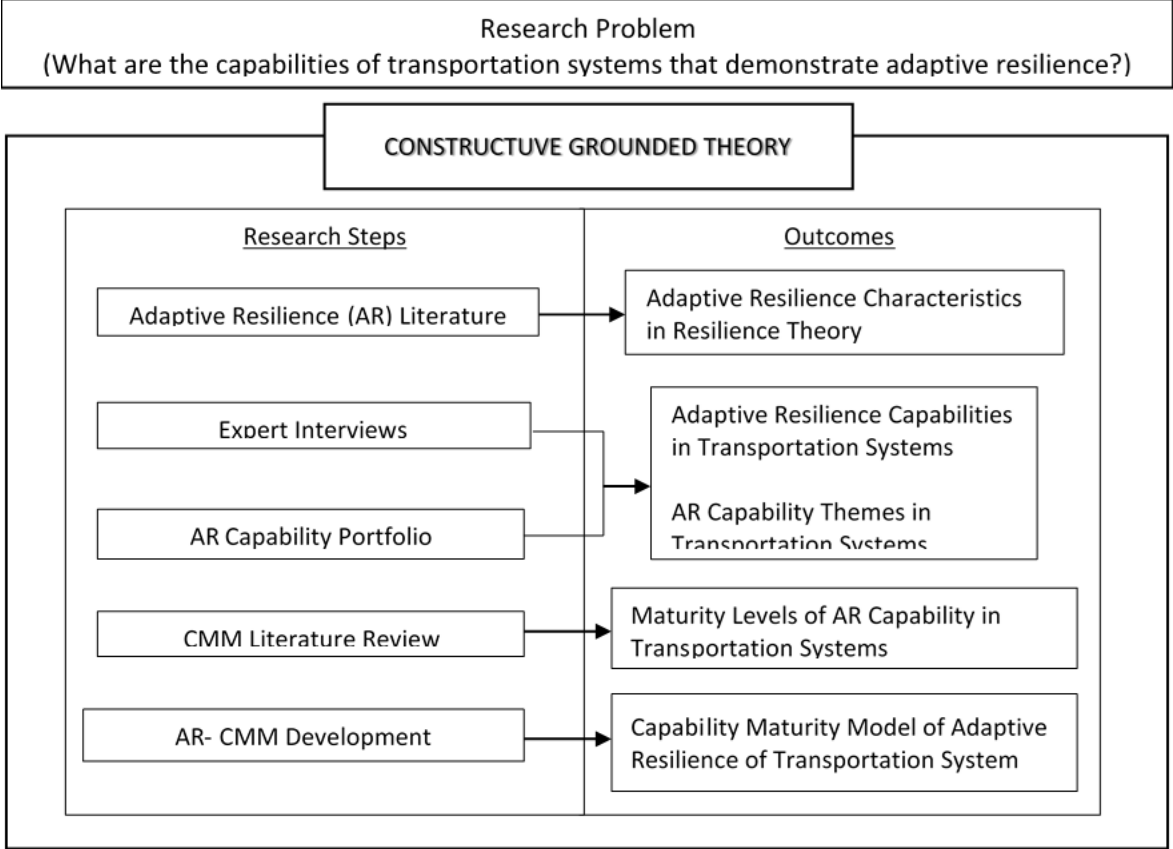 Research Problem
(What are the capabilities of transportation systems that demonstrate adaptive resilience?)
CONSTRUCTUVE GROUNDED THEORY
Research Steps
Outcomes
Adaptive Resilience (AR) Literature
Adaptive Resilience Characteristics
in Resilience Theory
Expert Interviews
AR Capability Portfolio
Adaptive Resilience Capabilities
in Transportation Systems
AR Capability Themes in
Transportation Systems
CMM Literature Review
Maturity Levels of AR Capability in
Transportation Systems
AR- CMM Development
Capability Maturity Model of Adaptive
Resilience of Transportation System